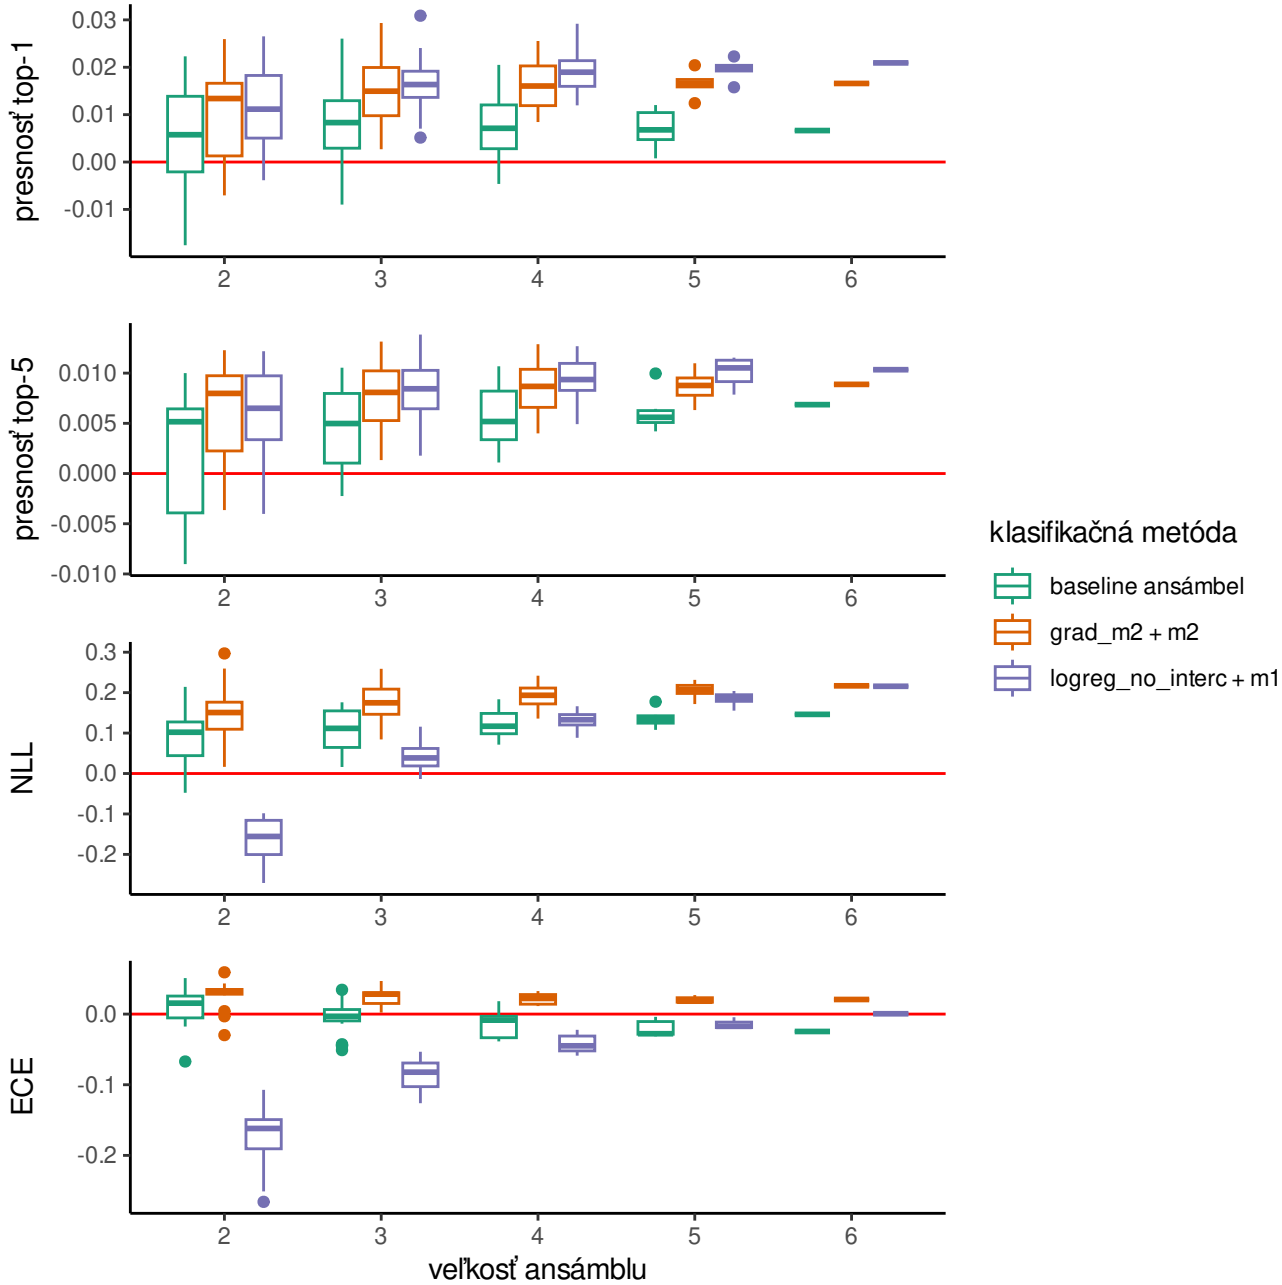 presnosť top-1
0.03
0.02
0.01
0.00
-0.01
2 3 4 5 6
presnosť top-5
0.010
0.005
0.000
-0.005
-0.010
2 3 4 5 6
NLL
0.3
0.2
0.1
0.0
-0.1
-0.2
2 3 4 5 6
ECE
0.0
-0.1
-0.2
2 3 4 5 6
veľkosť ansámblu
klasifikačná metóda
baseline ansámbel
grad_m2 + m2
logreg_no_interc + m1